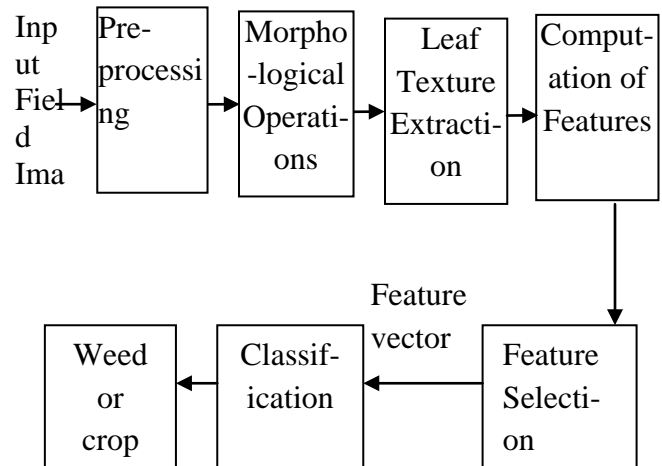 Inp
ut
Fiel
d
Ima
Pre-
processi
ng
Morpho
-logical
Operati-
ons
Leaf
Texture
Extracti-
on
Comput-
ation of
Features
Feature
Selecti-
on
Feature
vector
Classif-
ication
Weed
or
crop